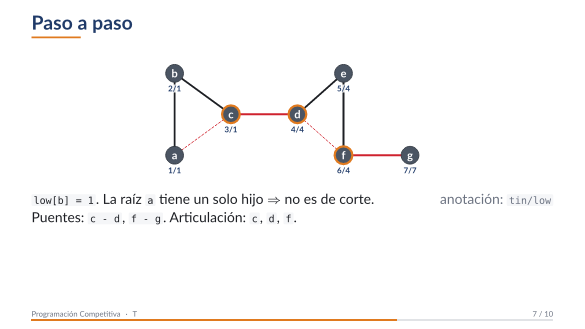 Paso a paso
b
2/1
e
5/4
c
3/1
d
4/4
a
1/1
f
6/4
g
7/7
low[b] = 1. La raíz a tiene un solo hijo ⇒ no es de corte.
anotación: tin/low
Puentes: c - d, f - g. Articulación: c, d, f.
Programación Competitiva · T
7 / 10